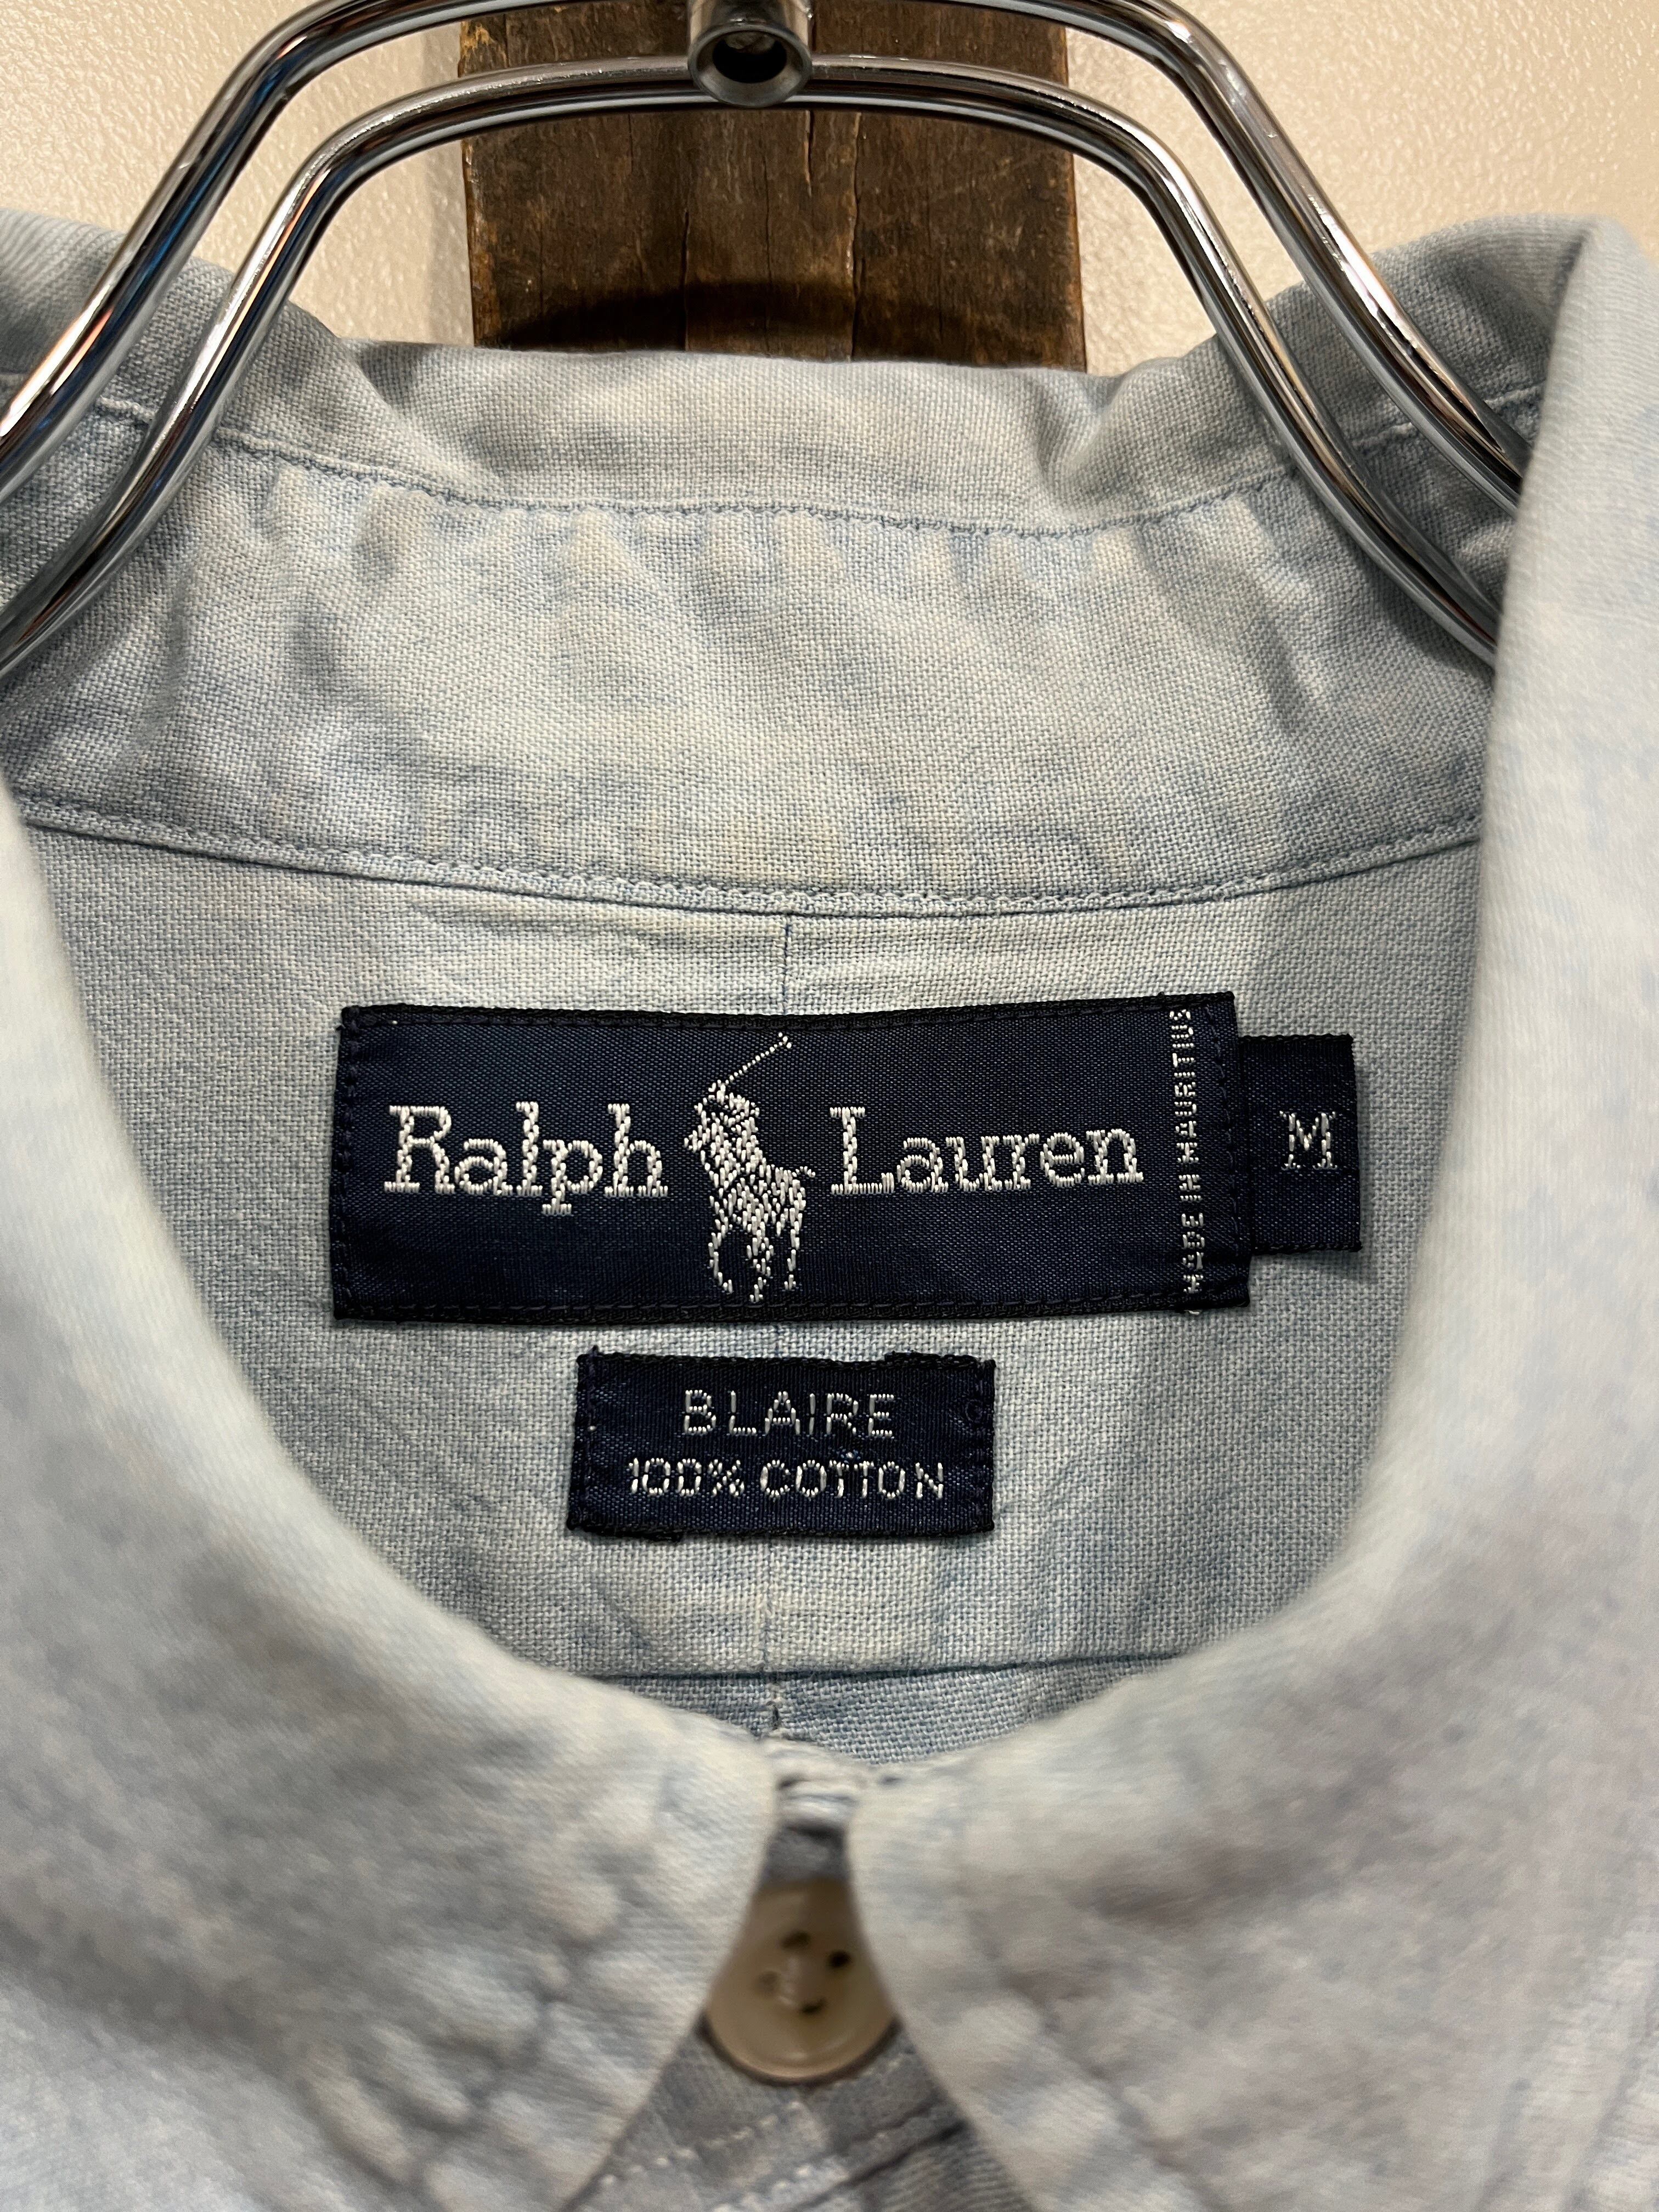 Ralph Lauren
MADE IN MAURITIUS
M
BLAIRE
100% COTTON